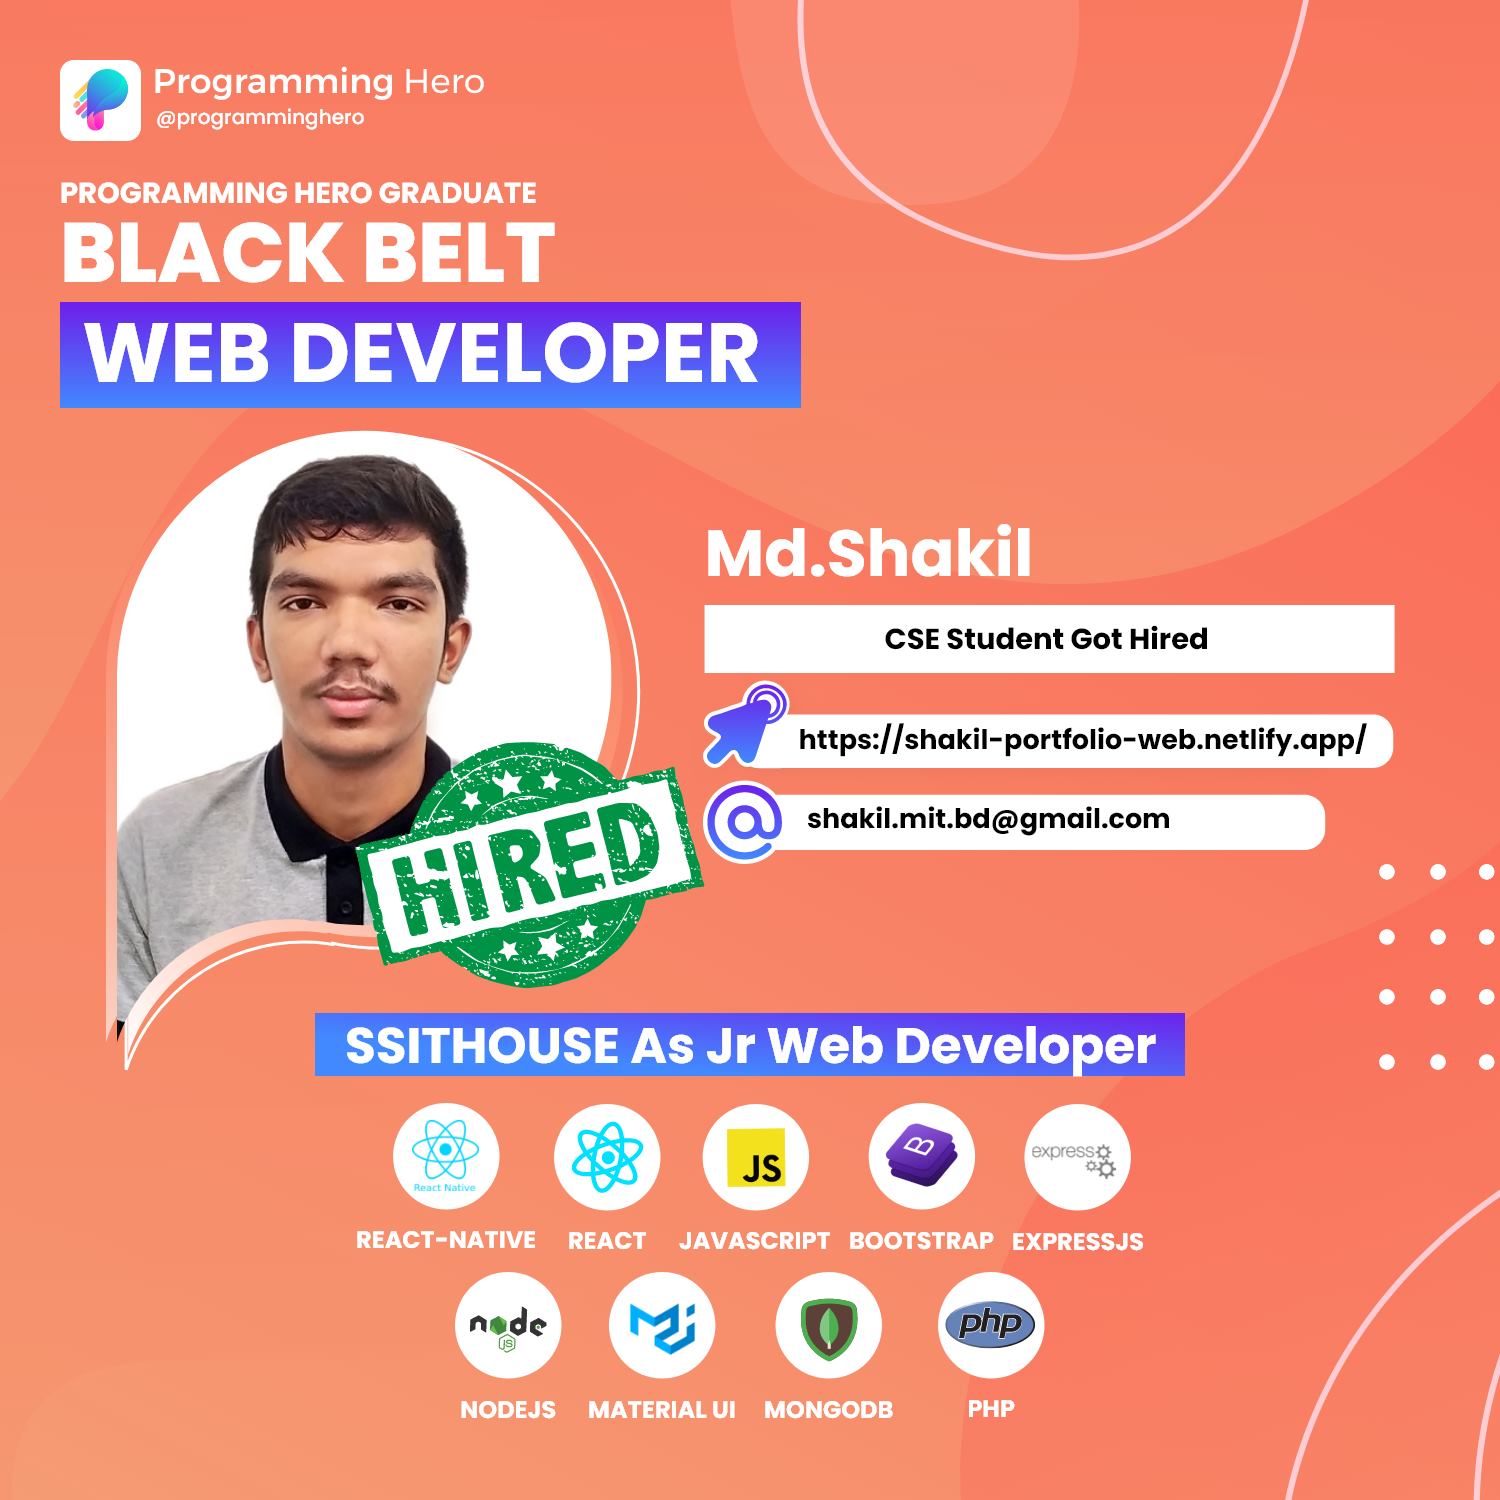 Programming Hero
@programminghero
PROGRAMMING HERO GRADUATE
BLACK BELT
WEB DEVELOPER
Md.Shakil
CSE Student Got Hired
https://shakil-portfolio-web.netlify.app/
shakil.mit.bd@gmail.com
HIRED
SSITHOUSE As Jr Web Developer
React Native
JS
B
express
REACT-NATIVE REACT JAVASCRIPT BOOTSTRAP EXPRESSJS
node
JS
php
NODEJS MATERIAL UI MONGODB PHP